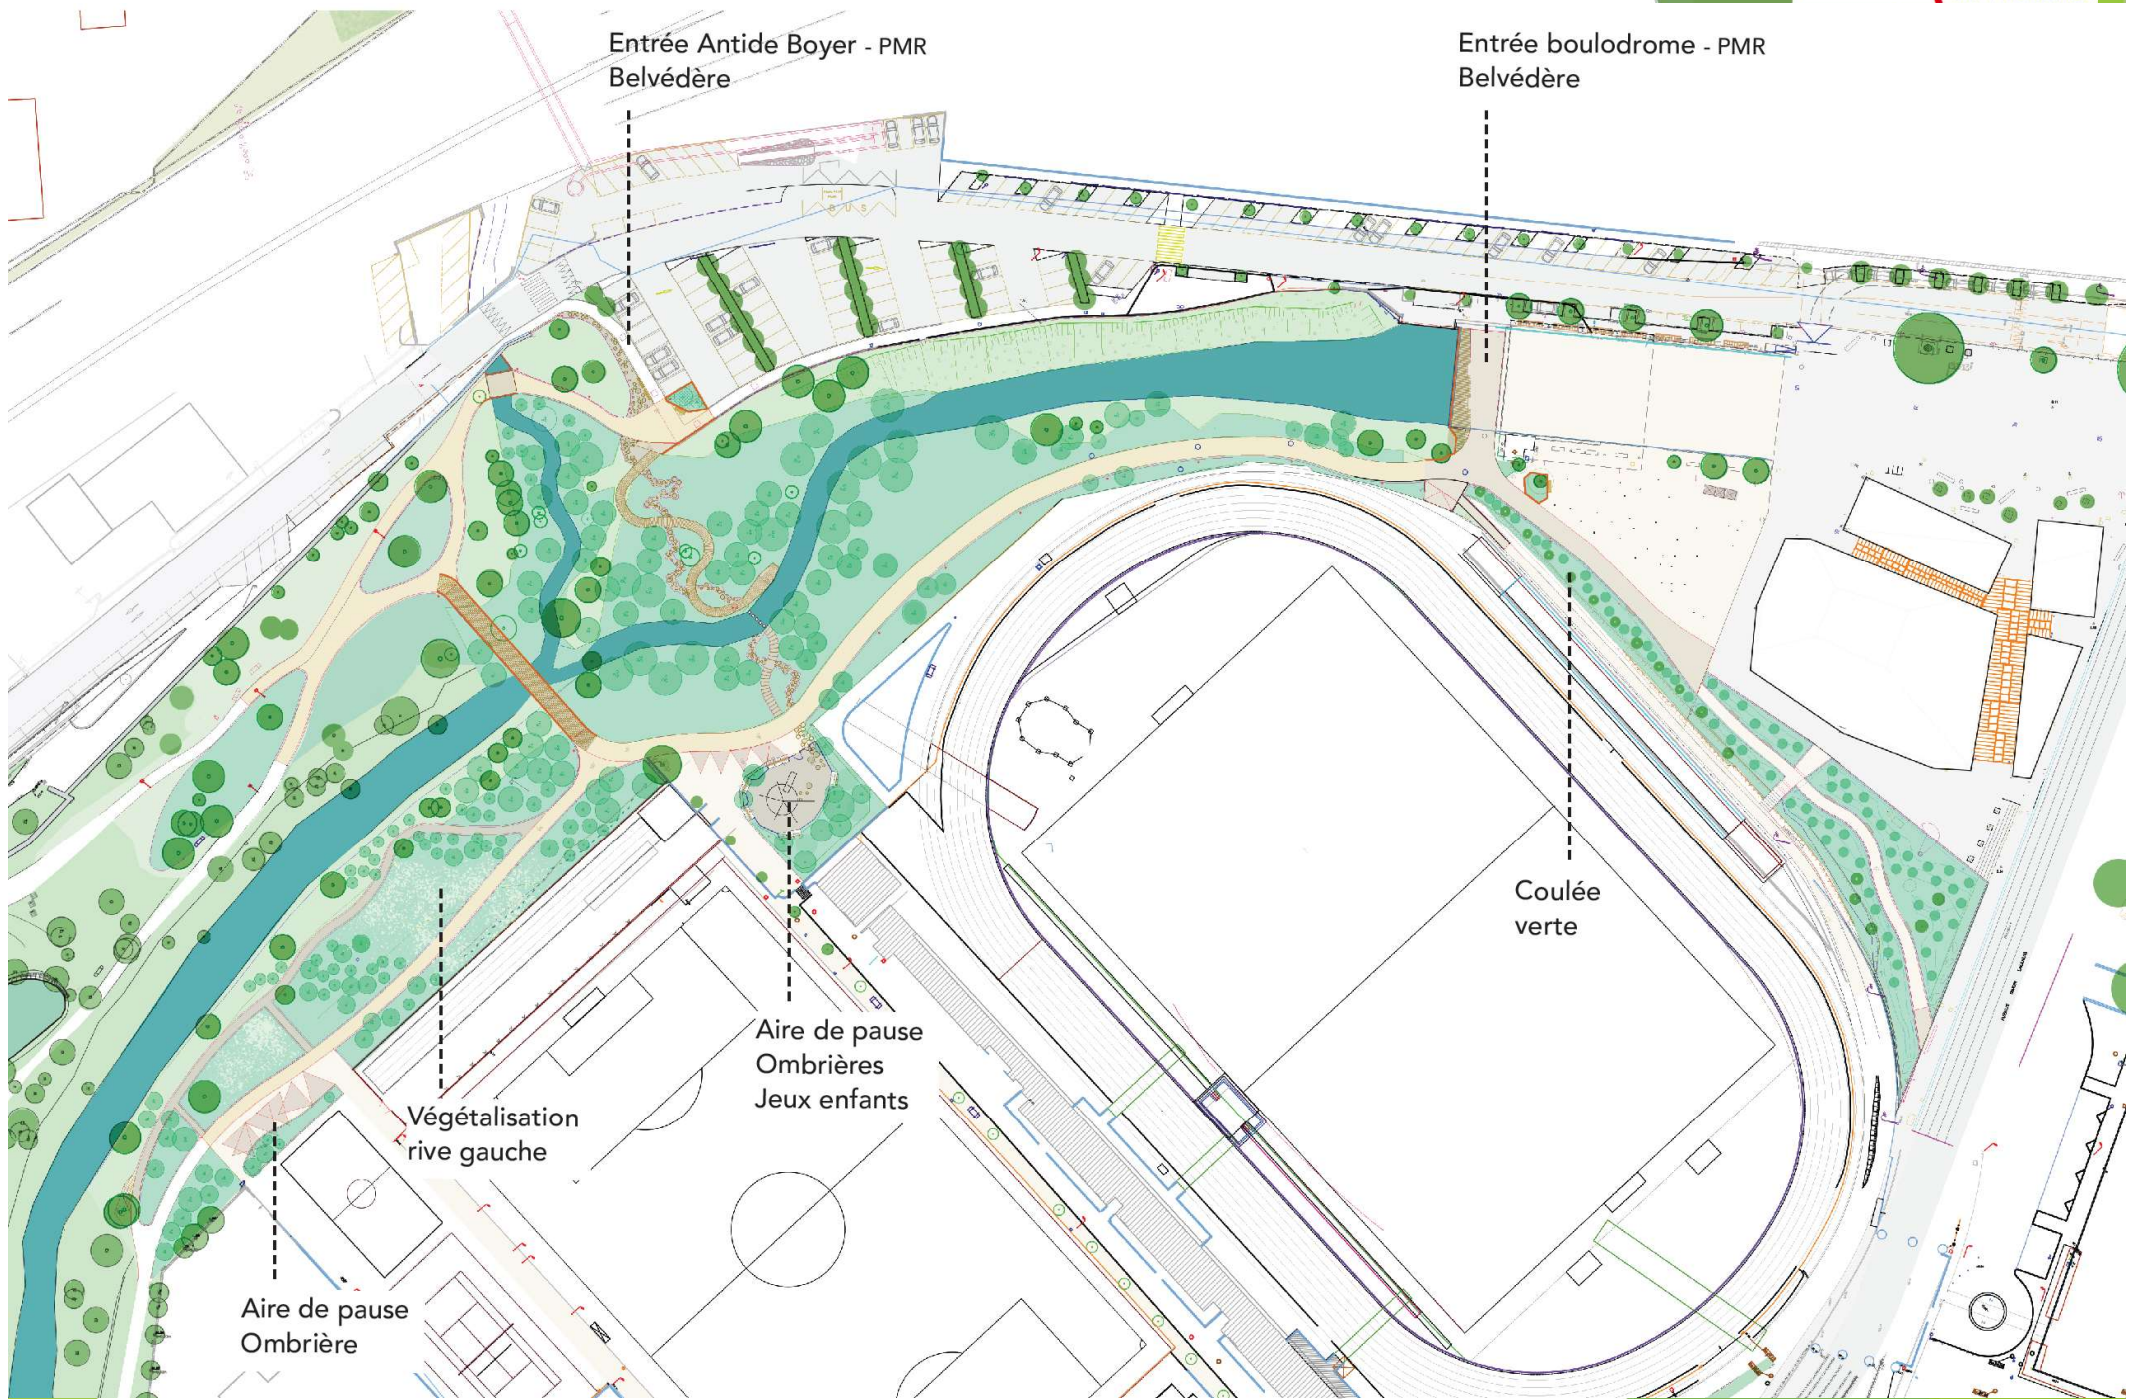 Entrée Antide Boyer - PMR
Belvédère
Entrée boulodrome - PMR
Belvédère
BUS
Coulée
verte
Aire de pause
Ombrières
Jeux enfants
Végétalisation
rive gauche
Aire de pause
Ombrière